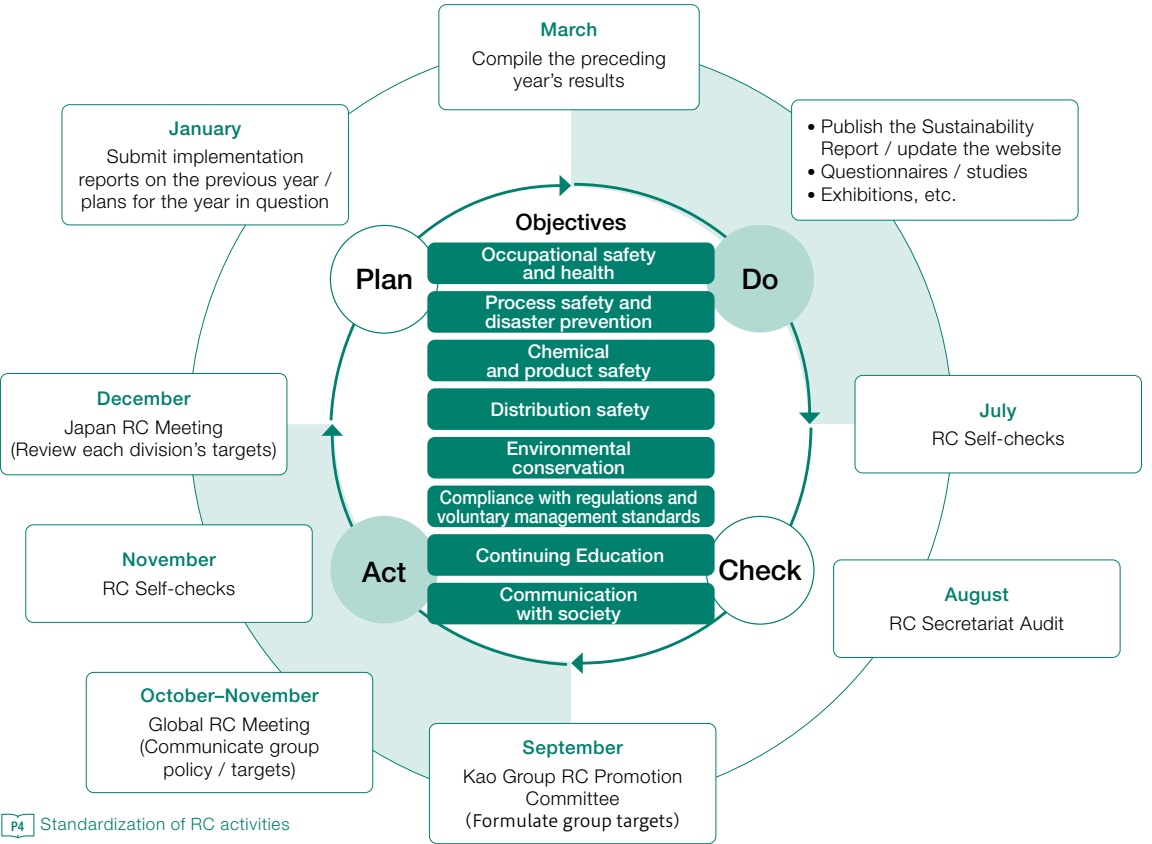 March
Compile the preceding
year's results
• Publish the Sustainability
Report / update the website
• Questionnaires / studies
• Exhibitions, etc.
January
Submit implementation
reports on the previous year /
plans for the year in question
Objectives
Plan
Do
Occupational safety
and health
Process safety and
disaster prevention
Chemical
and product safety
Distribution safety
Environmental
conservation
Compliance with regulations and
voluntary management standards
Continuing Education
Communication
with society
Act
Check
July
RC Self-checks
August
RC Secretariat Audit
September
Kao Group RC Promotion
Committee
(Formulate group targets)
October–November
Global RC Meeting
(Communicate group
policy / targets)
November
RC Self-checks
December
Japan RC Meeting
(Review each division's targets)
P4 Standardization of RC activities